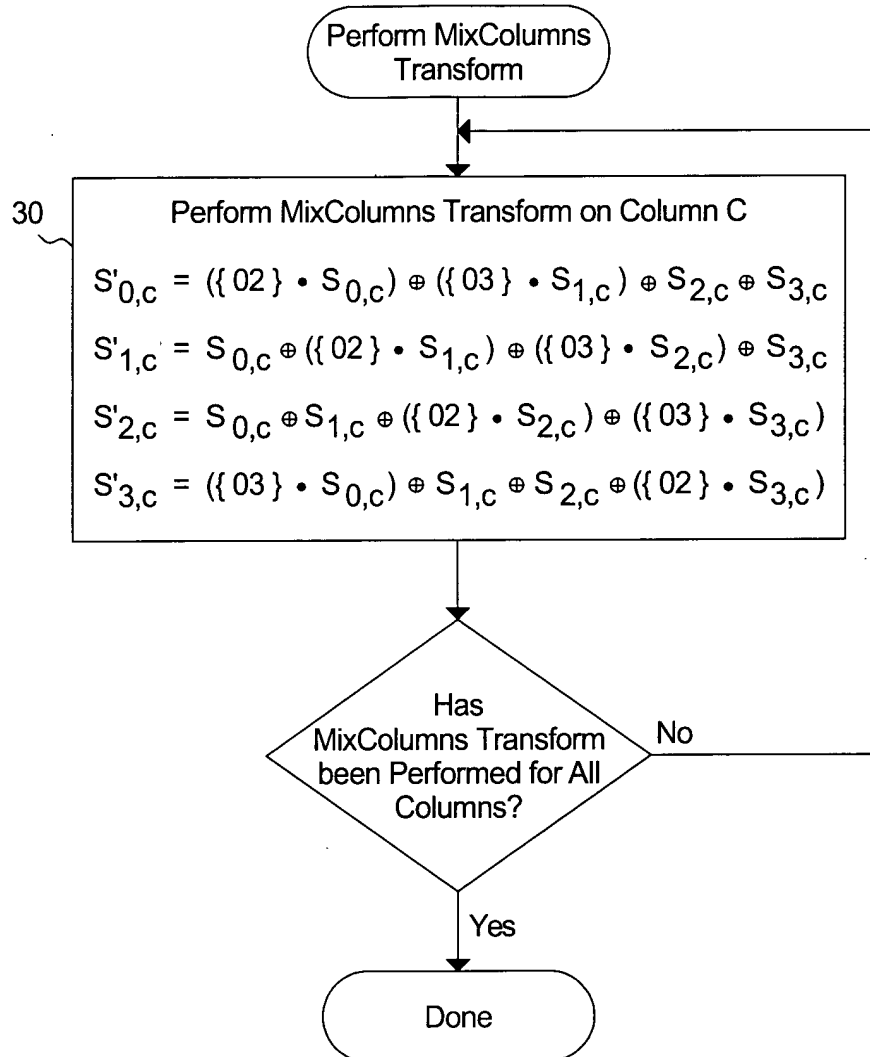 Perform MixColumns
Transform
30
Perform MixColumns Transform on Column C
S'0,c = ({02} • S0,c) ⊕ ({03} • S1,c) ⊕ S2,c ⊕ S3,c
S'1,c = S0,c ⊕ ({02} • S1,c) ⊕ ({03} • S2,c) ⊕ S3,c
S'2,c = S0,c ⊕ S1,c ⊕ ({02} • S2,c) ⊕ ({03} • S3,c)
S'3,c = ({03} • S0,c) ⊕ S1,c ⊕ S2,c ⊕ ({02} • S3,c)
Has
MixColumns Transform
been Performed for All
Columns?
No
Yes
Done